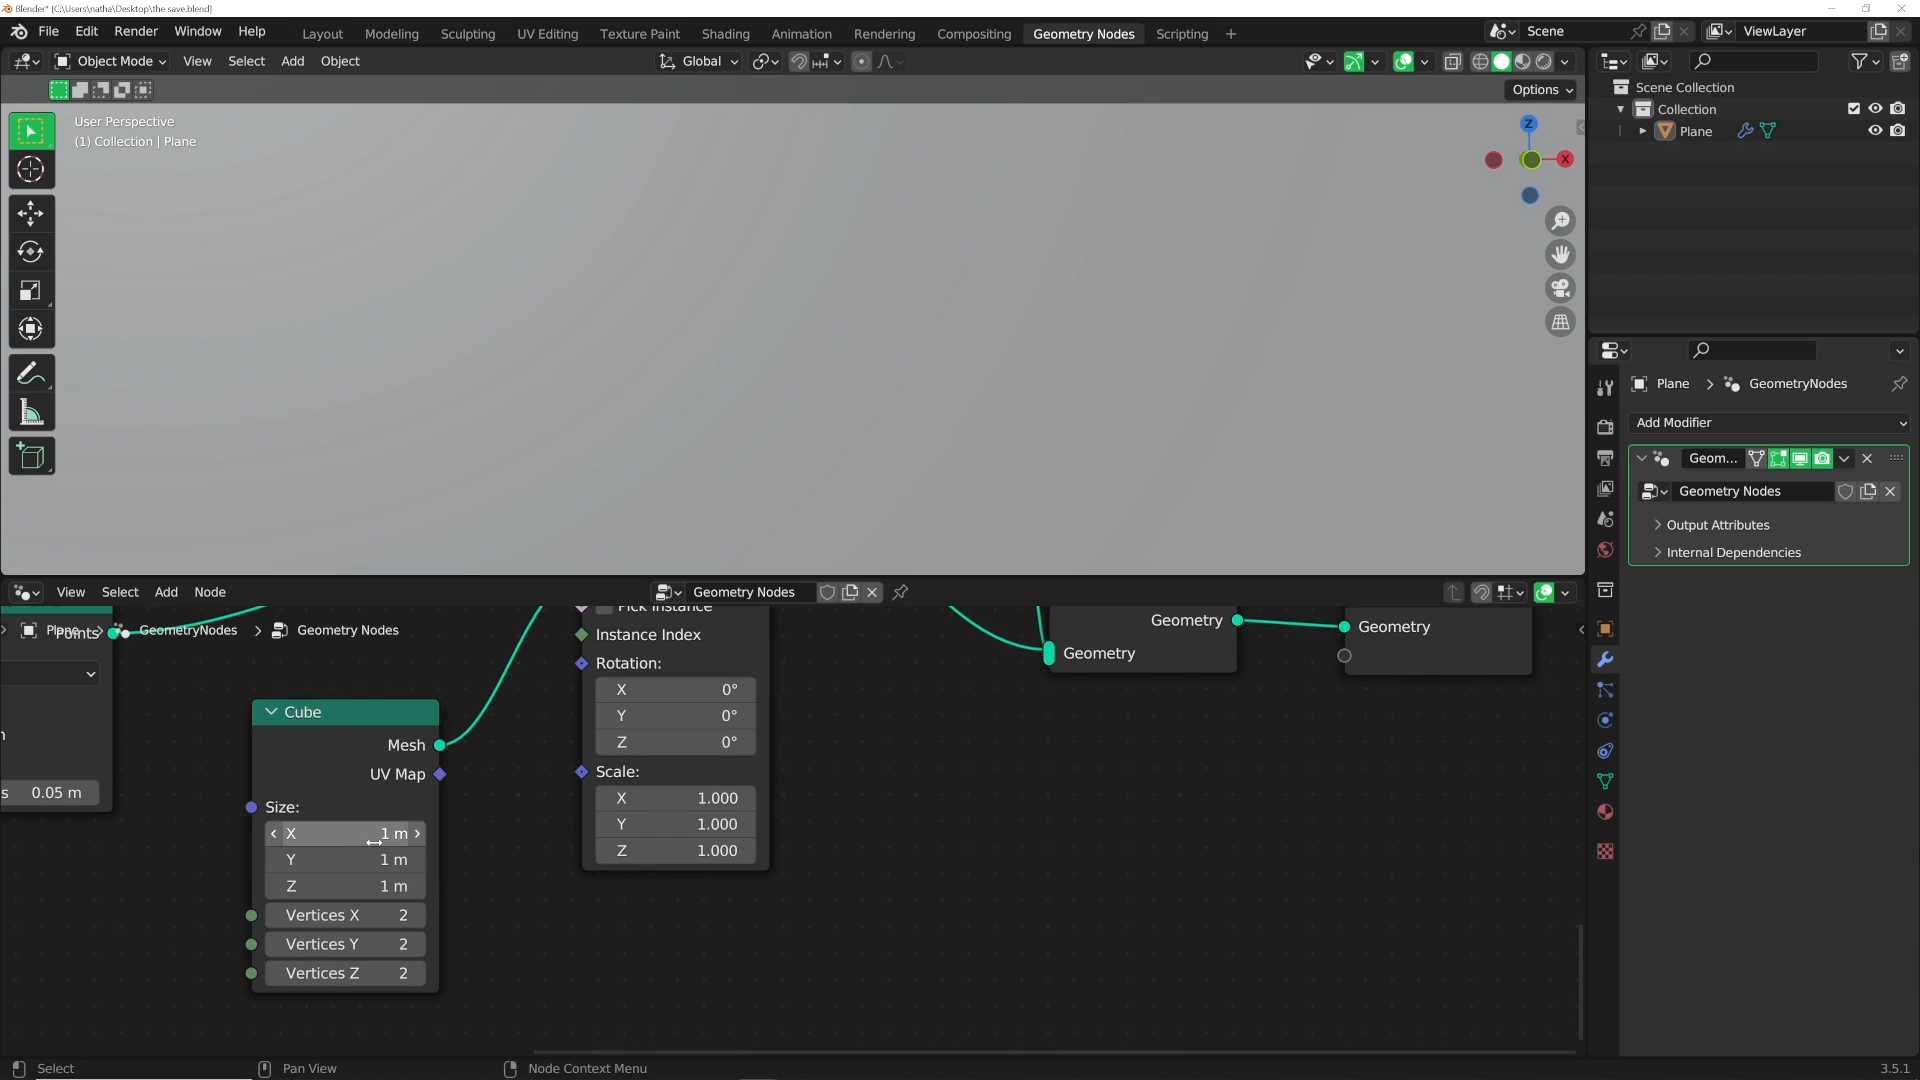 Blender* [C:\Users\natha\Desktop\the save.blend]
File Edit Render Window Help Layout Modeling Sculpting UV Editing Texture Paint Shading Animation Rendering Compositing Geometry Nodes Scripting + Scene ViewLayer
Object Mode View Select Add Object Global
Options
User Perspective
(1) Collection | Plane
Z
X
Scene Collection
Collection
Plane
Plane > GeometryNodes
Add Modifier
Geom...
Geometry Nodes
Output Attributes
Internal Dependencies
View Select Add Node Geometry Nodes
Plane > GeometryNodes > Geometry Nodes
Points
s 0.05 m
Cube
Mesh
UV Map
Size:
X 1 m
Y 1 m
Z 1 m
Vertices X 2
Vertices Y 2
Vertices Z 2
Pick Instance
Instance Index
Rotation:
X 0°
Y 0°
Z 0°
Scale:
X 1.000
Y 1.000
Z 1.000
Geometry
Geometry
Geometry
Select Pan View Node Context Menu 3.5.1